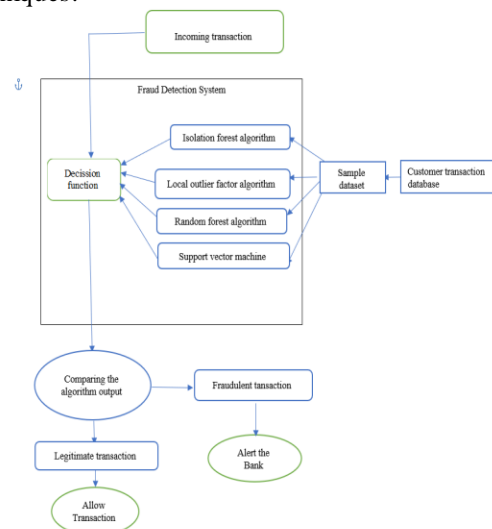 niques.
Incoming transaction
Fraud Detection System
Isolation forest algorithm
Decission
function
Local outlier factor algorithm
Sample
dataset
Customer transaction
database
Random forest algorithm
Support vector machine
Comparing the
algorithm output
Fraudulent tansaction
Legitimate transaction
Alert the
Bank
Allow
Transaction